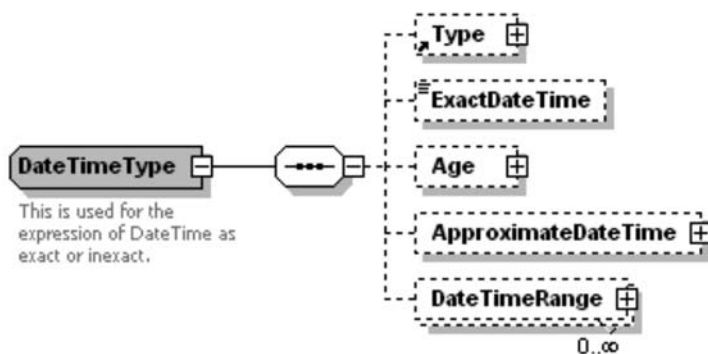 Type
ExactDateTime
DateTimeType
Age
This is used for the
expression of DateTime as
exact or inexact.
ApproximateDateTime
DateTimeRange
0..∞